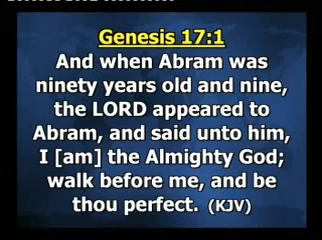 Genesis 17:1
And when Abram was
ninety years old and nine,
the LORD appeared to
Abram, and said unto him,
I [am] the Almighty God;
walk before me, and be
thou perfect. (KJV)